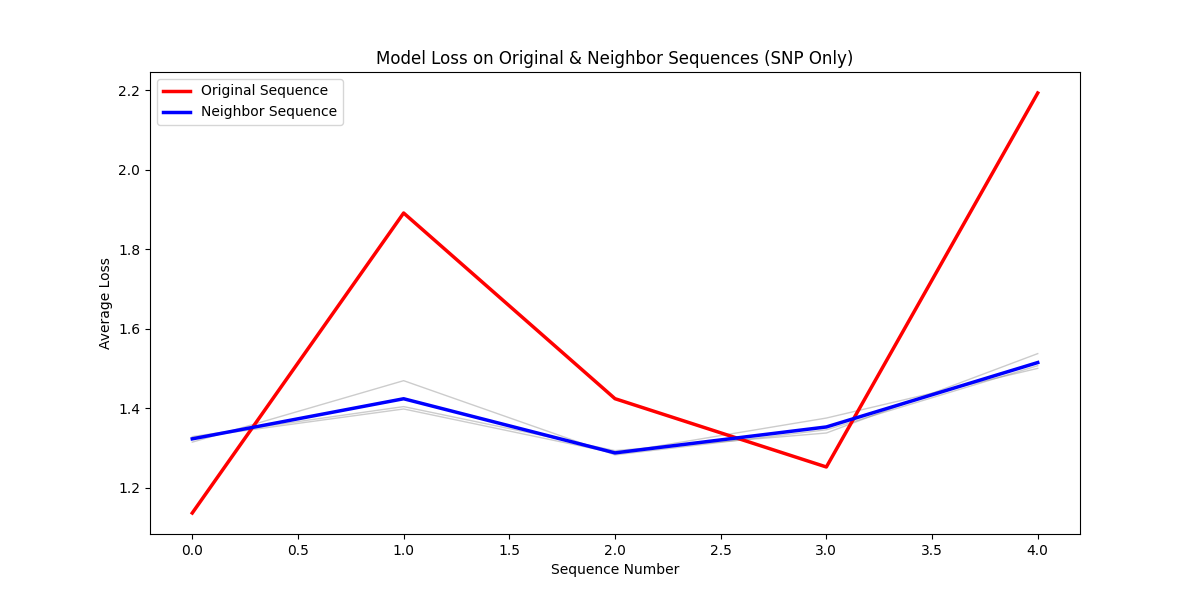 Model Loss on Original & Neighbor Sequences (SNP Only)
Original Sequence
Neighbor Sequence
Average Loss
2.2
2.0
1.8
1.6
1.4
1.2
0.0 0.5 1.0 1.5 2.0 2.5 3.0 3.5 4.0
Sequence Number